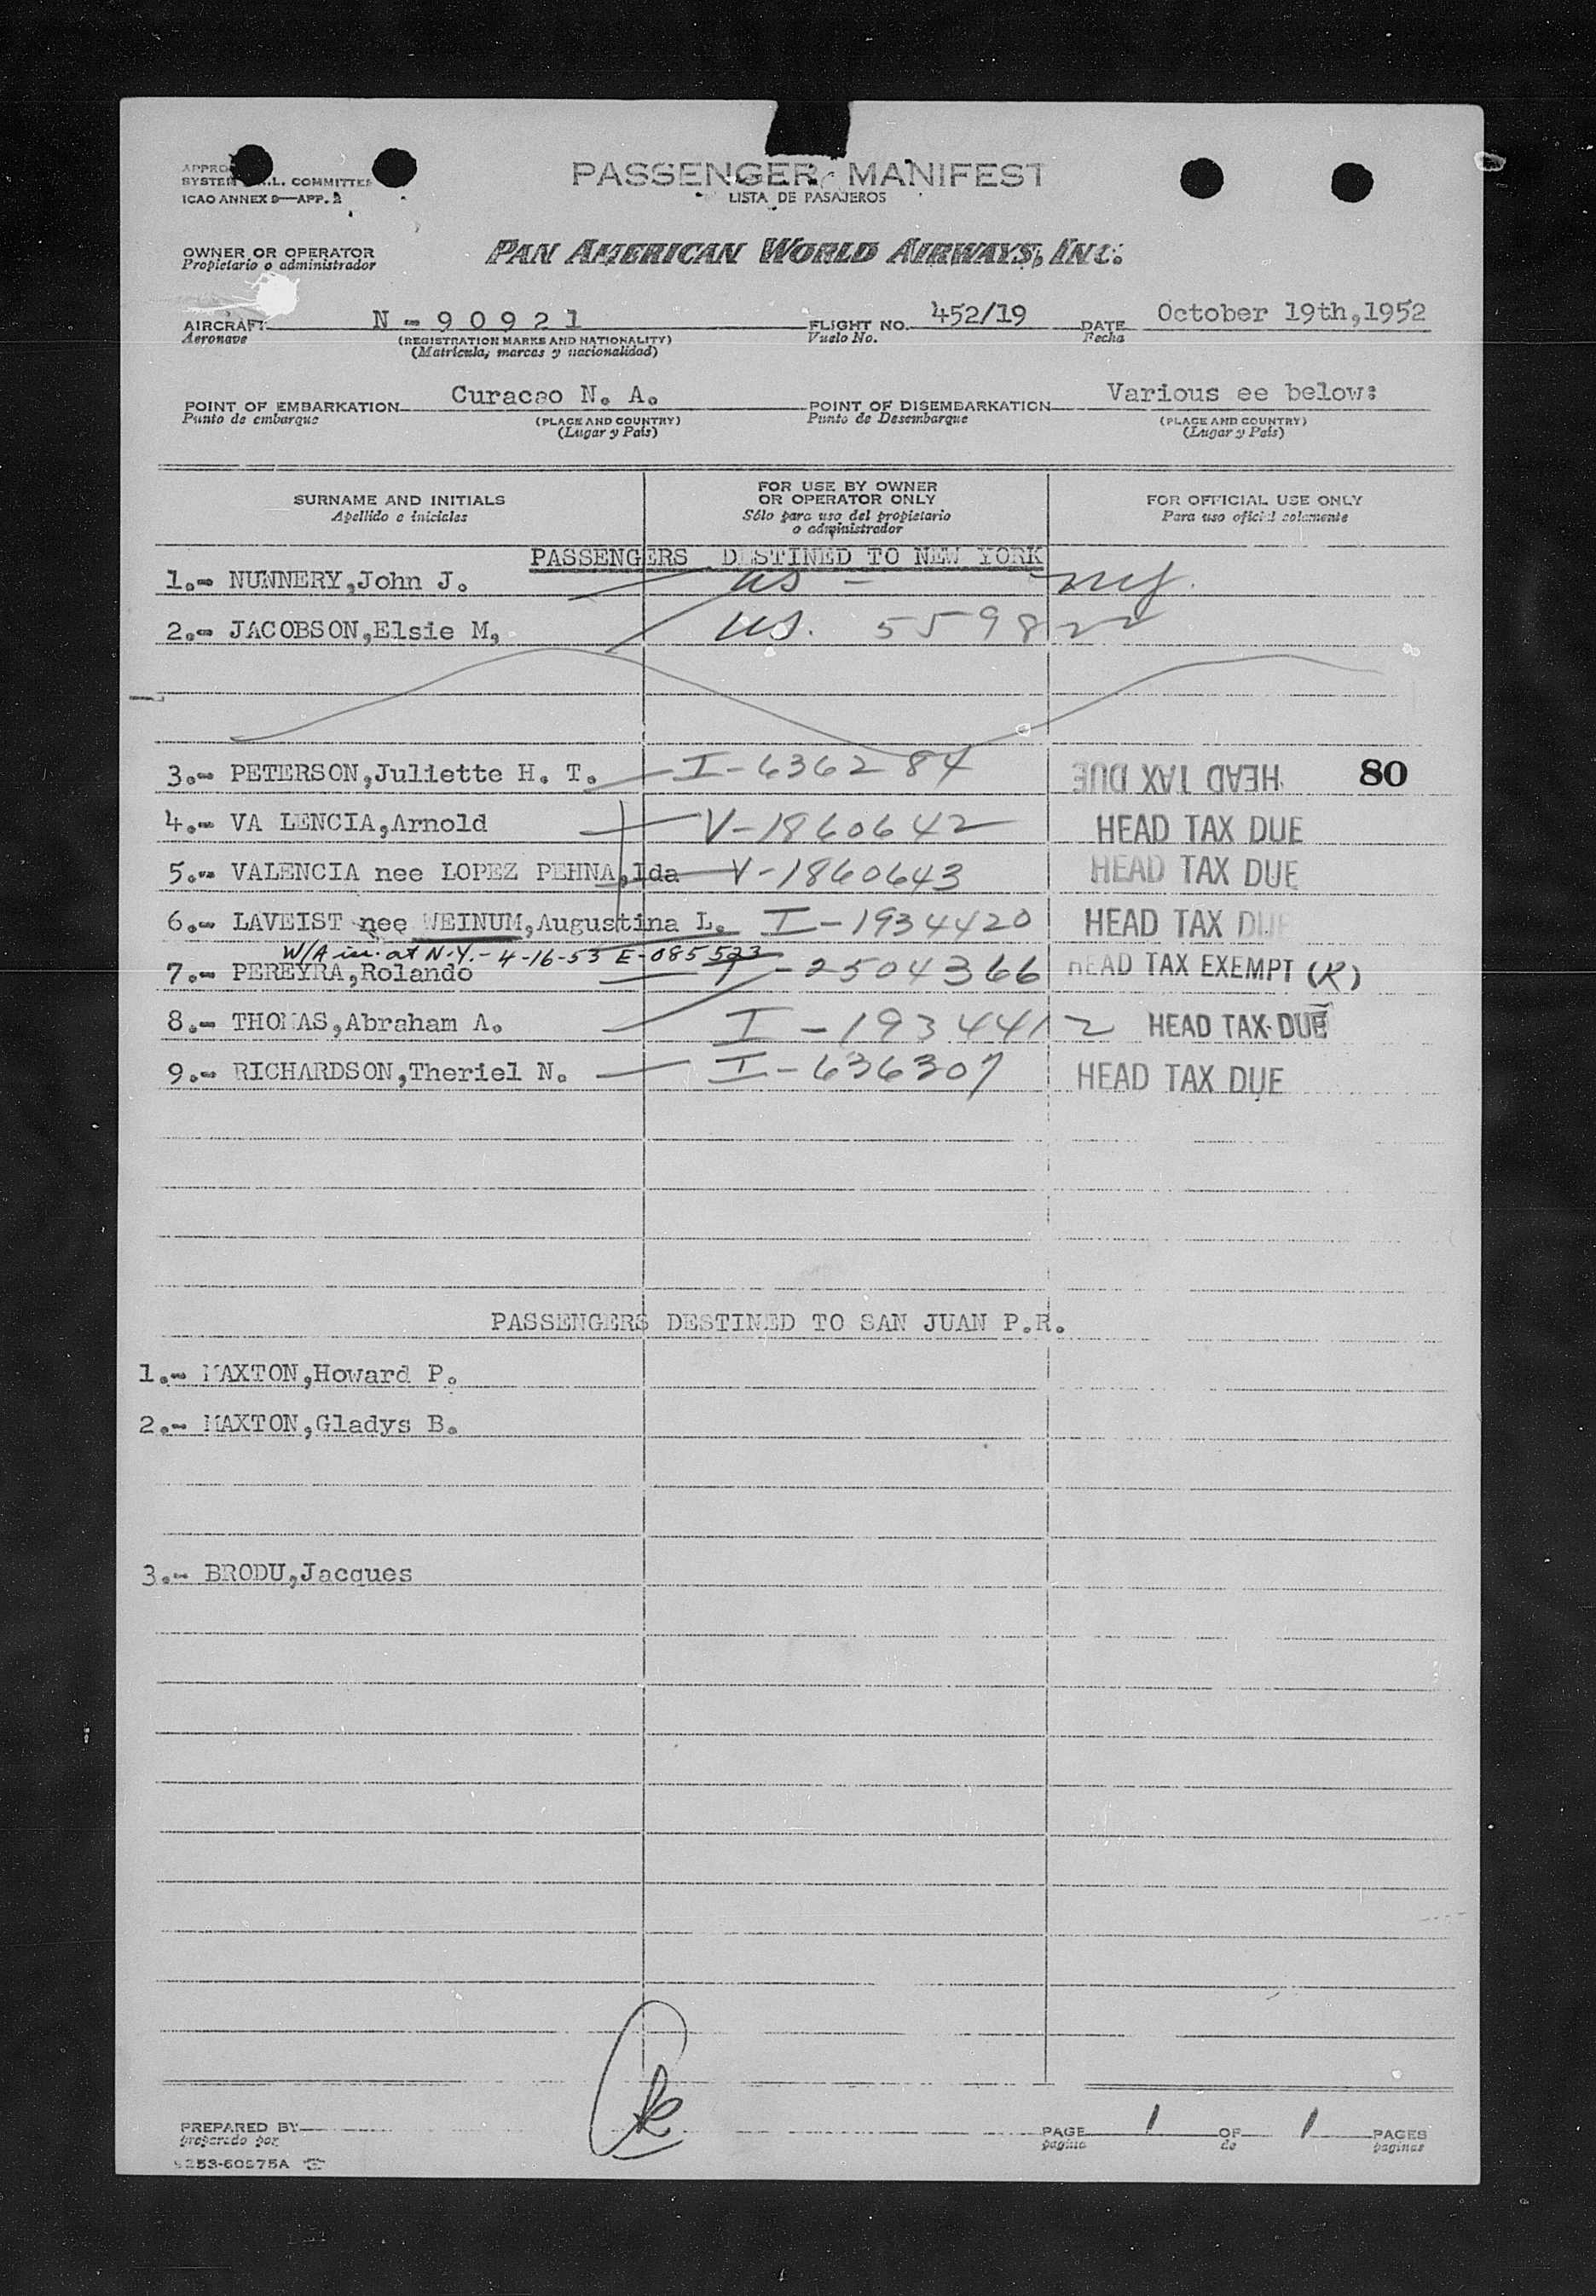 PASSENGER MANIFEST
LISTA DE PASAJEROS
SYSTEM
COMMITTEE
ICAO ANNEX 9—APP. 2
OWNER OR OPERATOR
Propietario o administrador
PAN AMERICAN WORLD AIRWAYS, INC.
AIRCRAFT N - 9 0 9 2 1 FLIGHT NO. 452/19 DATE October 19th,1952
Aeronave (REGISTRATION MARKS AND NATIONALITY) Vuelo No. Fecha
(Matrícula, marcas y nacionalidad)
POINT OF EMBARKATION Curacao N. A. POINT OF DISEMBARKATION Various ee below:
Punto de embarque (PLACE AND COUNTRY) Punto de Desembarque (PLACE AND COUNTRY)
(Lugar y País) (Lugar y País)
SURNAME AND INITIALS FOR USE BY OWNER OR OPERATOR ONLY FOR OFFICIAL USE ONLY
Apellido e iniciales Sólo para uso del propietario o administrador Para uso oficial solamente
PASSENGERS DESTINED TO NEW YORK
1.- NUNNERY,John J. US - NY.
2.- JACOBSON,Elsie M, US. 559822
3.- PETERSON,Juliette H. T. I-636284 HEAD TAX DUE 80
4.- VA LENCIA,Arnold V-1860642 HEAD TAX DUE
5.- VALENCIA nee LOPEZ PEHNA,Ida V-1860643 HEAD TAX DUE
6.- LAVEIST nee WEINUM,Augustina L. I-1934420 HEAD TAX DUE
W/A at N.Y. - 4-16-53 E-085523
7.- PEREYRA,Rolando -2504366 HEAD TAX EXEMPT (R)
8.- THOMAS,Abraham A. I-1934412 HEAD TAX DUE
9.- RICHARDSON,Theriel N. I-636307 HEAD TAX DUE
PASSENGERS DESTINED TO SAN JUAN P.R.
1.- MAXTON,Howard P.
2.- MAXTON,Gladys B.
3.- BRODU,Jacques
PREPARED BY PAGE 1 OF 1 PAGES
preparado por pagina de paginas